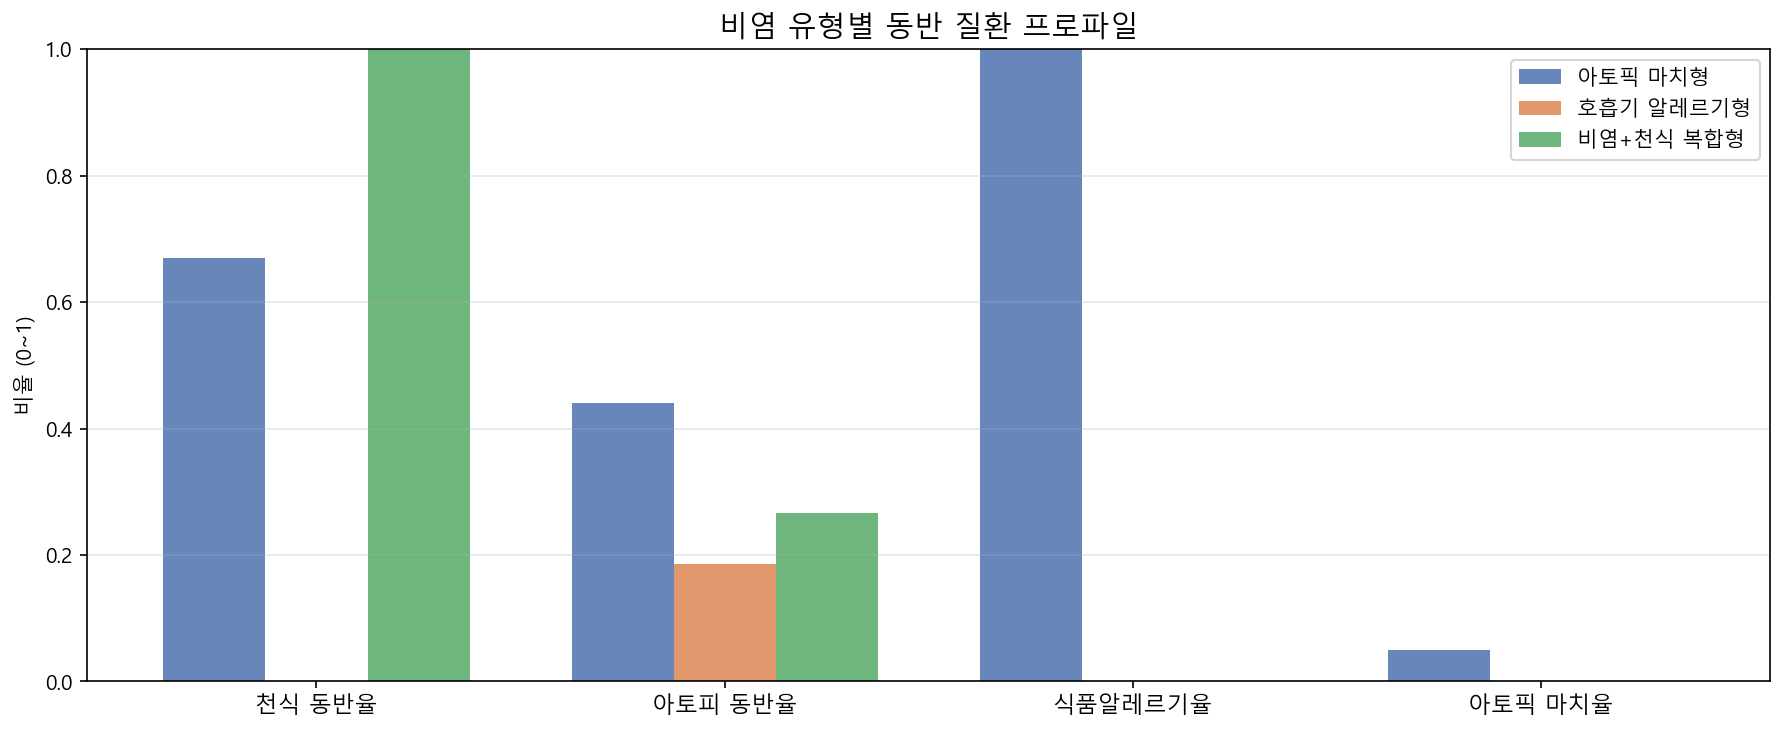 비염 유형별 동반 질환 프로파일
비율 (0~1)
1.0
0.8
0.6
0.4
0.2
0.0
아토픽 마치형
호흡기 알레르기형
비염+천식 복합형
천식 동반율
아토피 동반율
식품알레르기율
아토픽 마치율